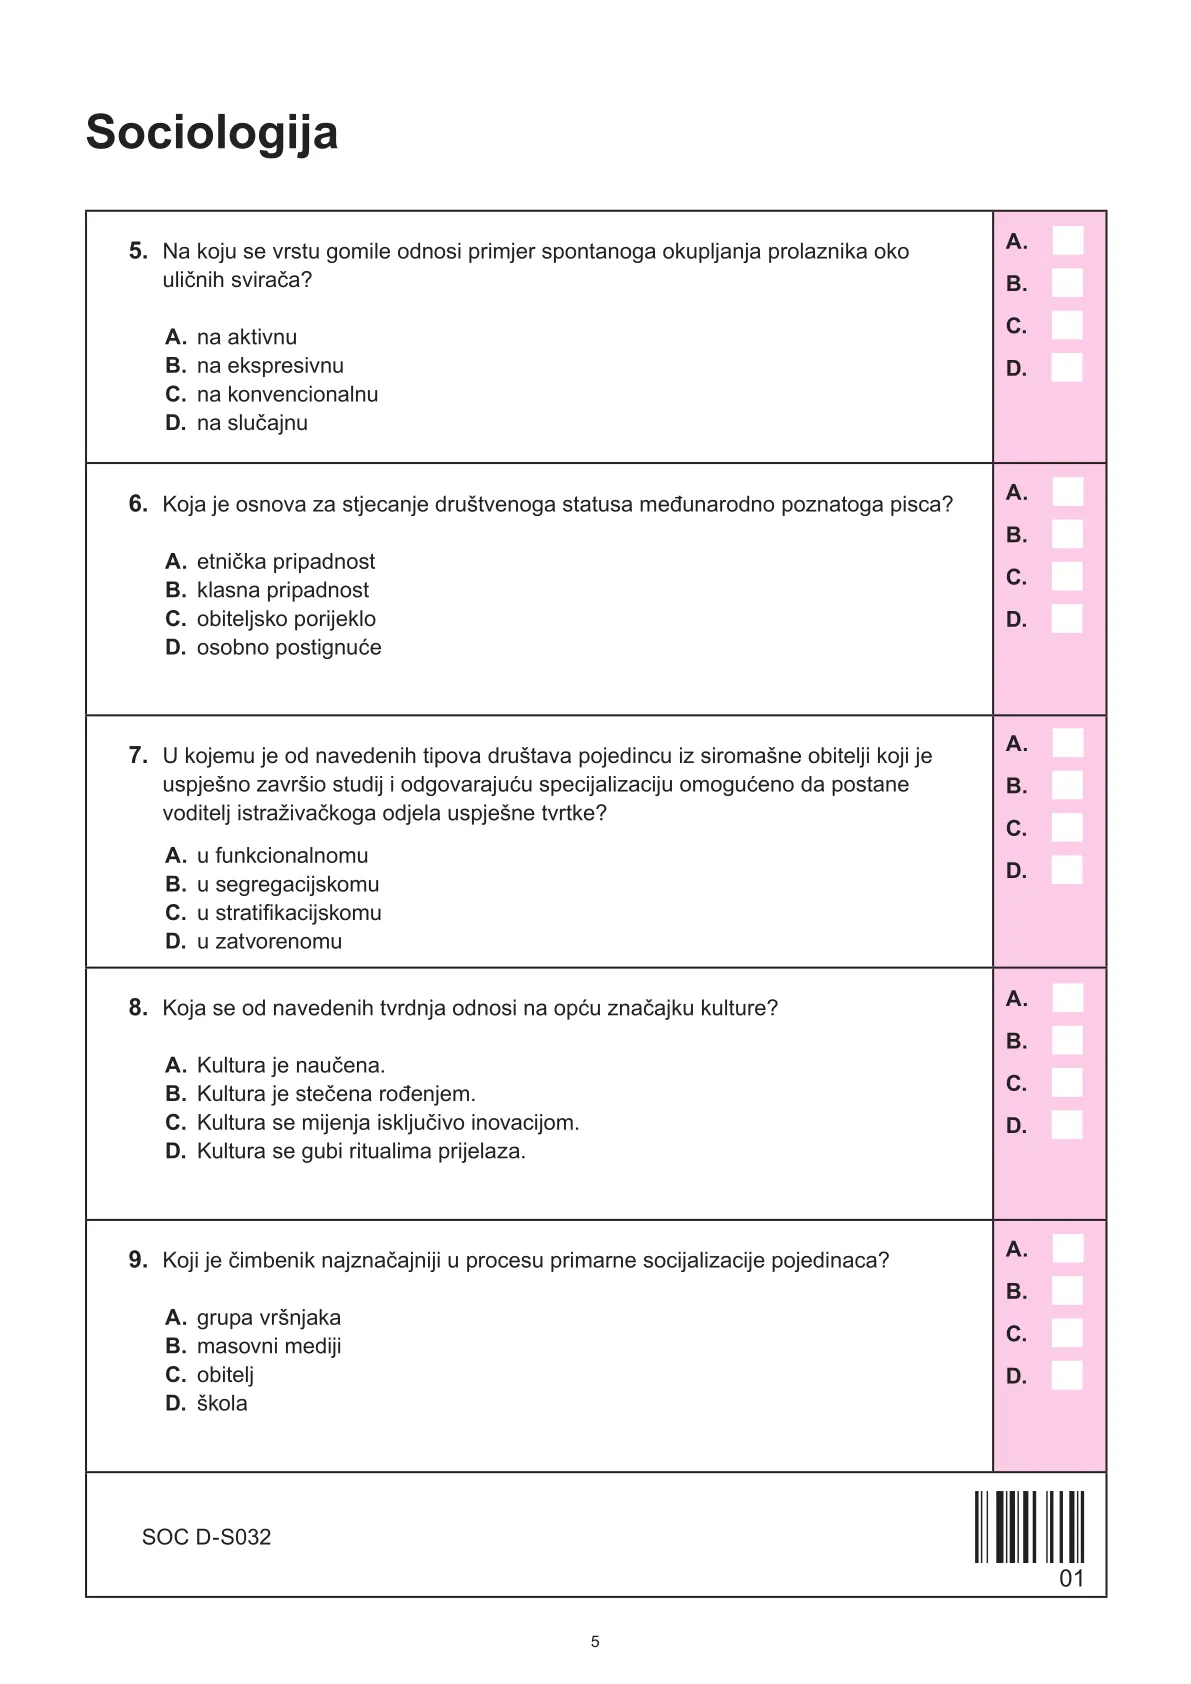 Sociologija
5. Na koju se vrstu gomile odnosi primjer spontanoga okupljanja prolaznika oko
uličnih svirača?
A. na aktivnu
B. na ekspresivnu
C. na konvencionalnu
D. na slučajnu
A.
B.
C.
D.
6. Koja je osnova za stjecanje društvenoga statusa međunarodno poznatoga pisca?
A. etnička pripadnost
B. klasna pripadnost
C. obiteljsko porijeklo
D. osobno postignuće
A.
B.
C.
D.
7. U kojemu je od navedenih tipova društava pojedincu iz siromašne obitelji koji je
uspješno završio studij i odgovarajuću specijalizaciju omogućeno da postane
voditelj istraživačkoga odjela uspješne tvrtke?
A. u funkcionalnomu
B. u segregacijskomu
C. u stratifikacijskomu
D. u zatvorenomu
A.
B.
C.
D.
8. Koja se od navedenih tvrdnja odnosi na opću značajku kulture?
A. Kultura je naučena.
B. Kultura je stečena rođenjem.
C. Kultura se mijenja isključivo inovacijom.
D. Kultura se gubi ritualima prijelaza.
A.
B.
C.
D.
9. Koji je čimbenik najznačajniji u procesu primarne socijalizacije pojedinaca?
A. grupa vršnjaka
B. masovni mediji
C. obitelj
D. škola
A.
B.
C.
D.
SOC D-S032
01
5